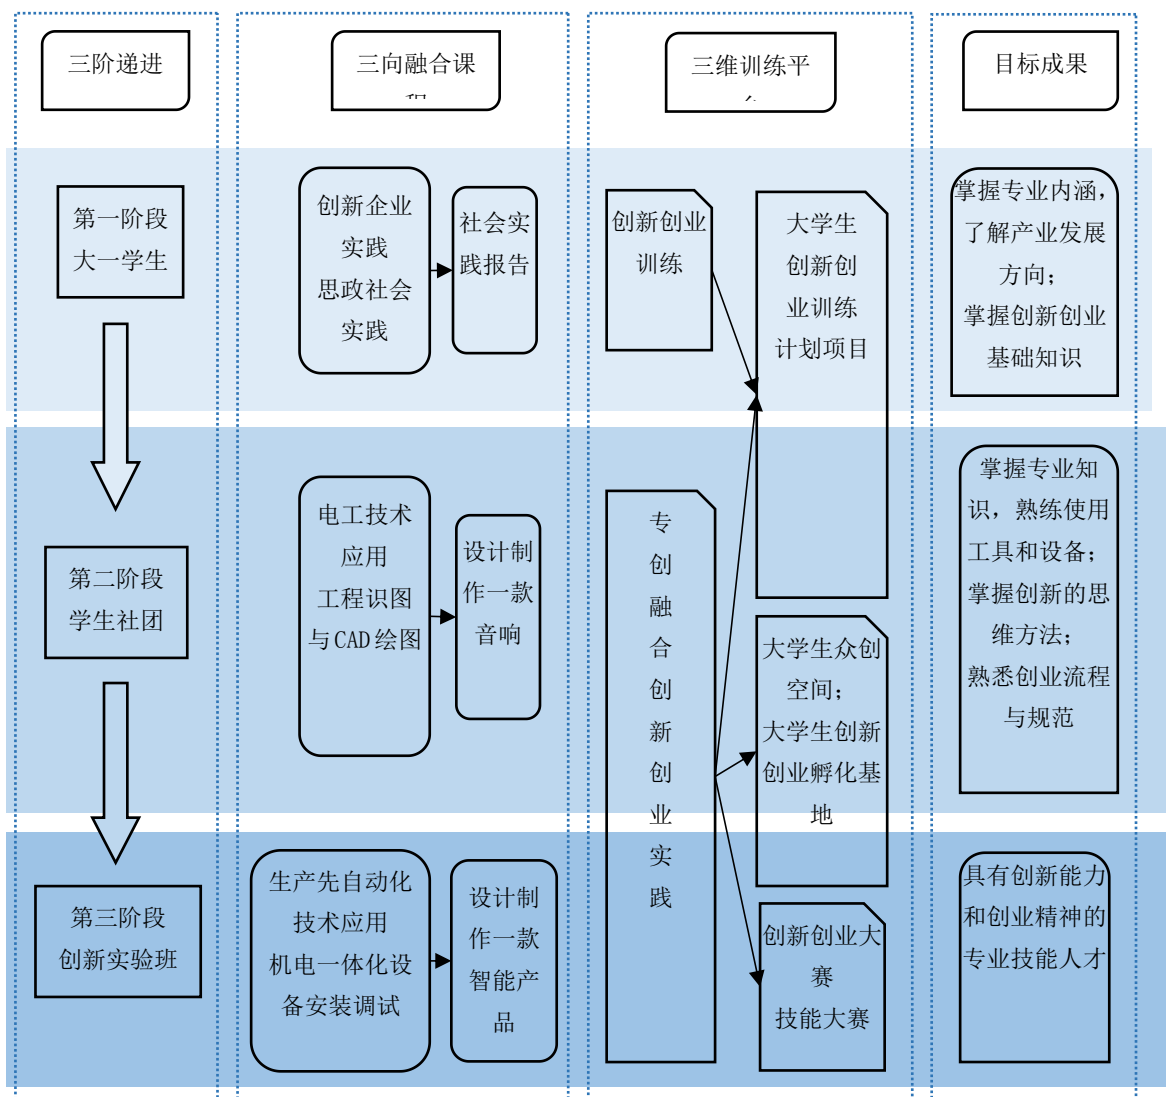 三阶递进
三向融合课
三维训练平
目标成果
第一阶段
大一学生
创新企业
实践
思政社会
实践
社会实
践报告
创新创业
训练
大学生
创新创
业训练
计划项目
掌握专业内涵，
了解产业发展
方向；
掌握创新创业
基础知识
第二阶段
学生社团
电工技术
应用
工程识图
与CAD绘图
设计制
作一款
音响
专
创
融
合
创
新
创
业
实
践
大学生众创
空间；
大学生创新
创业孵化基
地
掌握专业知
识，熟练使用
工具和设备；
掌握创新的思
维方法；
熟悉创业流程
与规范
第三阶段
创新实验班
生产先自动化
技术应用
机电一体化设
备安装调试
设计制
作一款
智能产
品
创新创业大
赛
技能大赛
具有创新能力
和创业精神的
专业技能人才